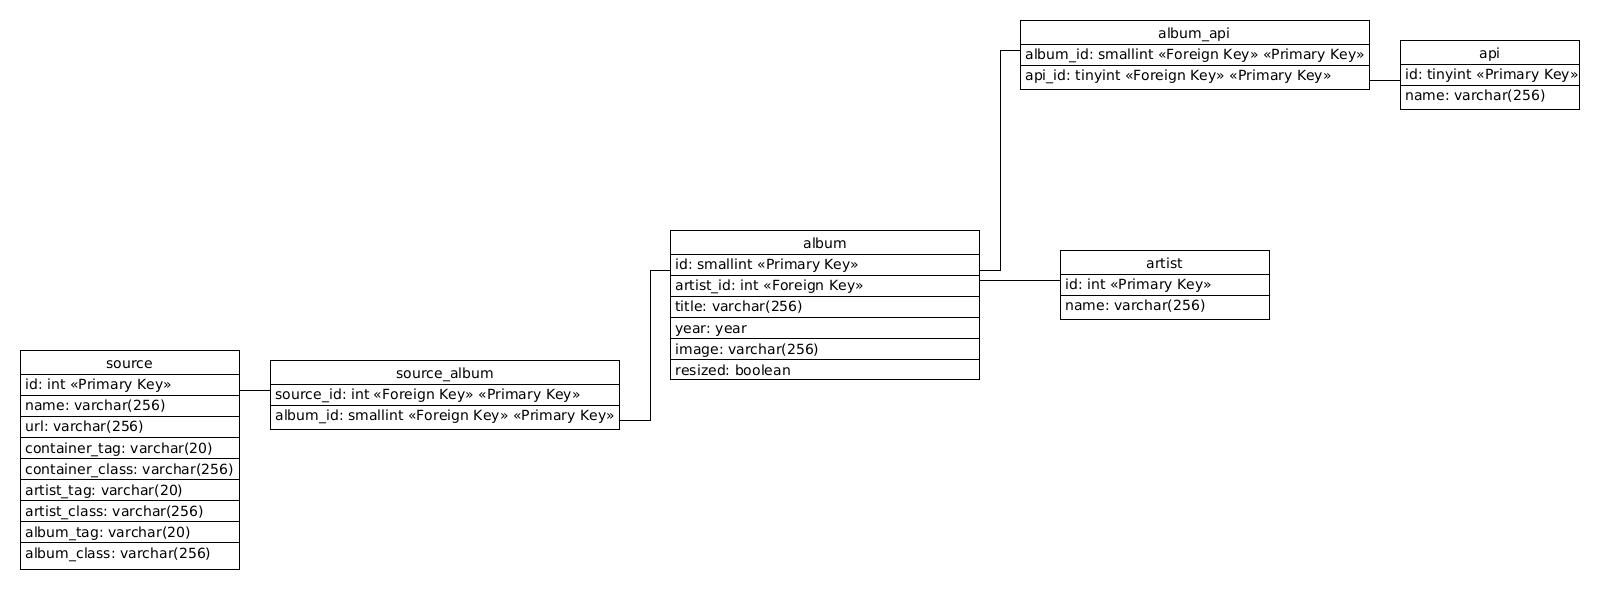 album_api
album_id: smallint «Foreign Key» «Primary Key»
api_id: tinyint «Foreign Key» «Primary Key»
api
id: tinyint «Primary Key»
name: varchar(256)
album
id: smallint «Primary Key»
artist_id: int «Foreign Key»
title: varchar(256)
year: year
image: varchar(256)
resized: boolean
artist
id: int «Primary Key»
name: varchar(256)
source
id: int «Primary Key»
name: varchar(256)
url: varchar(256)
container_tag: varchar(20)
container_class: varchar(256)
artist_tag: varchar(20)
artist_class: varchar(256)
album_tag: varchar(20)
album_class: varchar(256)
source_album
source_id: int «Foreign Key» «Primary Key»
album_id: smallint «Foreign Key» «Primary Key»